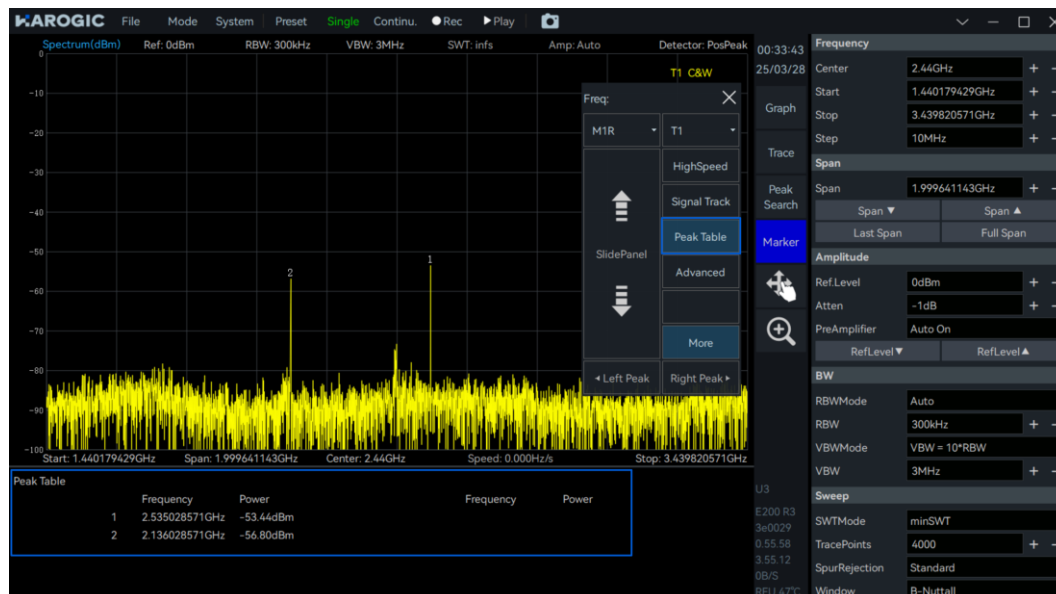 HAROGIC File Mode System Preset Single Continu. Rec Play
Spectrum(dBm) Ref: 0dBm RBW: 300kHz VBW: 3MHz SWT: infs Amp: Auto Detector: PosPeak
T1 C&W
0
-10
-20
-30
-40
-50
-60
-70
-80
-90
-100
2
1
Start: 1.440179429GHz Span: 1.999641143GHz Center: 2.44GHz Speed: 0.000Hz/s Stop: 3.439820571GHz
Freq:
M1R T1
HighSpeed
Signal Track
Peak Table
SlidePanel
Advanced
More
Left Peak Right Peak
Peak Table
Frequency Power Frequency Power
1 2.535028571GHz -53.44dBm
2 2.136028571GHz -56.80dBm
00:33:43
25/03/28
Graph
Trace
Peak
Search
Marker
U3
E200 R3
3e0029
0.55.58
3.55.12
0B/S
Frequency
Center 2.44GHz + -
Start 1.440179429GHz + -
Stop 3.439820571GHz + -
Step 10MHz + -
Span
Span 1.999641143GHz + -
Span ▼ Span ▲
Last Span Full Span
Amplitude
Ref.Level 0dBm + -
Atten -1dB + -
PreAmplifier Auto On
RefLevel▼ RefLevel▲
BW
RBWMode Auto
RBW 300kHz + -
VBWMode VBW = 10*RBW
VBW 3MHz + -
Sweep
SWTMode minSWT
TracePoints 4000 + -
SpurRejection Standard
Window B-Nuttall